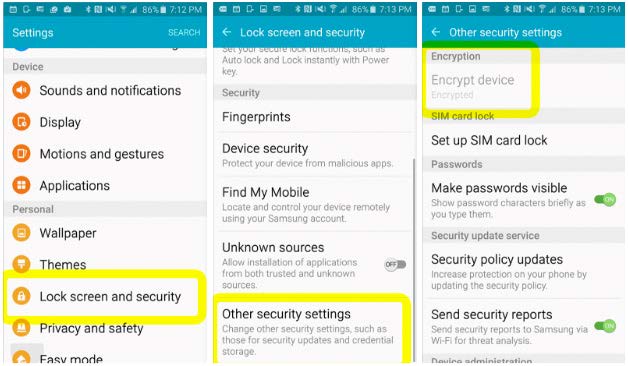 86% 7:12 PM
Settings
SEARCH
Device
Sounds and notifications
Display
Motions and gestures
Applications
Personal
Wallpaper
Themes
Lock screen and security
Privacy and safety
Easy mode
86% 7:13 PM
Lock screen and security
Set your secure lock functions, such as
Auto lock and Lock instantly with Power
key.
Security
Fingerprints
Device security
Protect your device from malicious apps.
Find My Mobile
Locate and control your device remotely
using your Samsung account.
Unknown sources
Allow installation of applications
from both trusted and unknown
sources.
OFF
Other security settings
Change other security settings, such as
those for security updates and credential
storage.
86% 7:13 PM
Other security settings
Encryption
Encrypt device
Encrypted
SIM card lock
Set up SIM card lock
Passwords
Make passwords visible
Show password characters briefly as
you type them.
ON
Security update service
Security policy updates
Increase protection on your phone by
updating the security policy.
Send security reports
Send security reports to Samsung via
Wi-Fi for threat analysis.
ON
Device administration